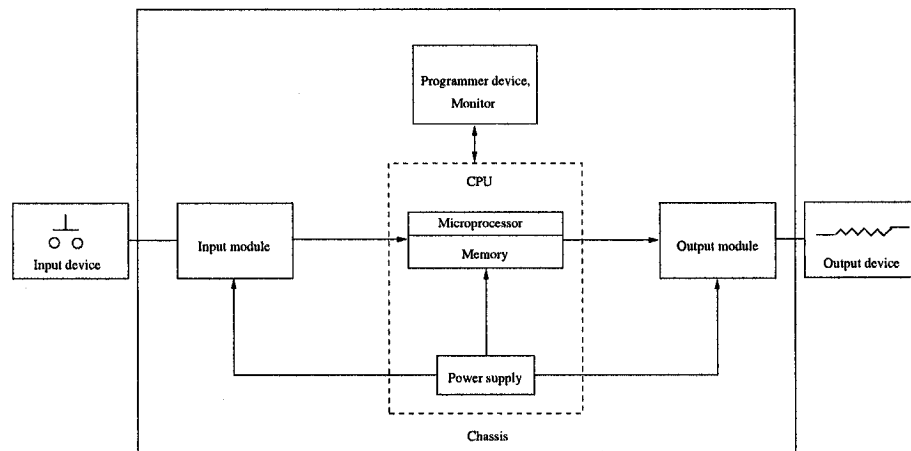 Programmer device,
Monitor
CPU
Microprocessor
Memory
Input device
Input module
Output module
Output device
Power supply
Chassis